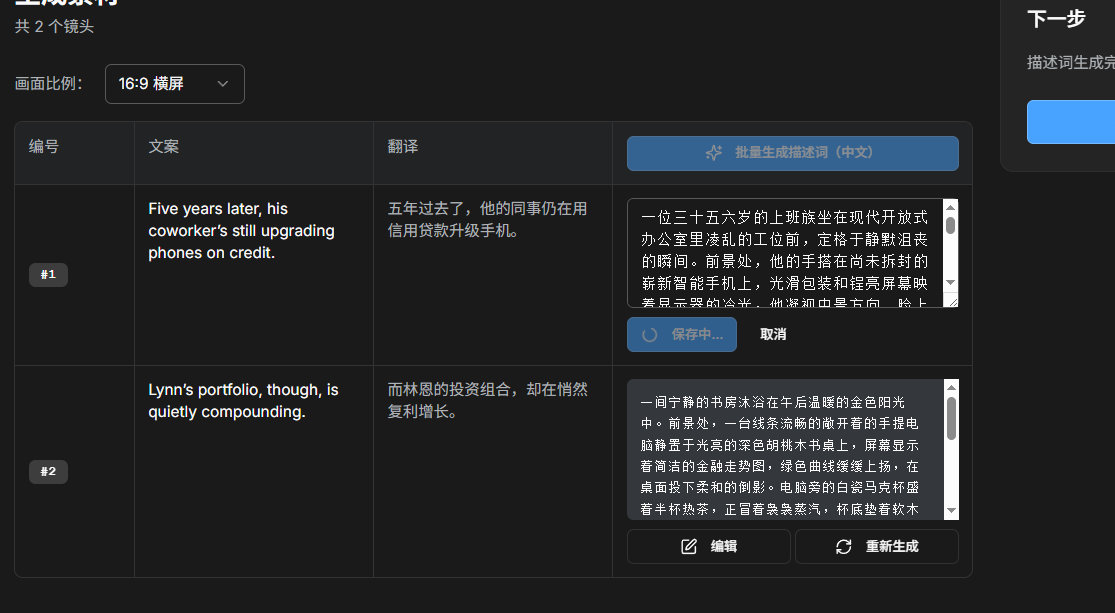 生成素材
共 2 个镜头
下一步
描述词生成完
画面比例:
16:9 横屏
编号
文案
翻译
批量生成描述词（中文）
#1
Five years later, his
coworker's still upgrading
phones on credit.
五年过去了，他的同事仍在用
信用贷款升级手机。
一位三十五六岁的上班族坐在现代开放式
办公室里凌乱的工位前，定格于静默沮丧
的瞬间。前景处，他的手搭在尚未拆封的
崭新智能手机上，光滑包装和锃亮屏幕映
着显示器的冷光，他凝视中景方向，脸上
保存中...
取消
#2
Lynn's portfolio, though, is
quietly compounding.
而林恩的投资组合，却在悄然
复利增长。
一间宁静的书房沐浴在午后温暖的金色阳光
中。前景处，一台线条流畅的敞开着的手提电
脑静置于光亮的深色胡桃木书桌上，屏幕显示
着简洁的金融走势图，绿色曲线缓缓上扬，在
桌面投下柔和的倒影。电脑旁的白瓷马克杯盛
着半杯热茶，正冒着袅袅蒸汽，杯底垫着软木
编辑
重新生成